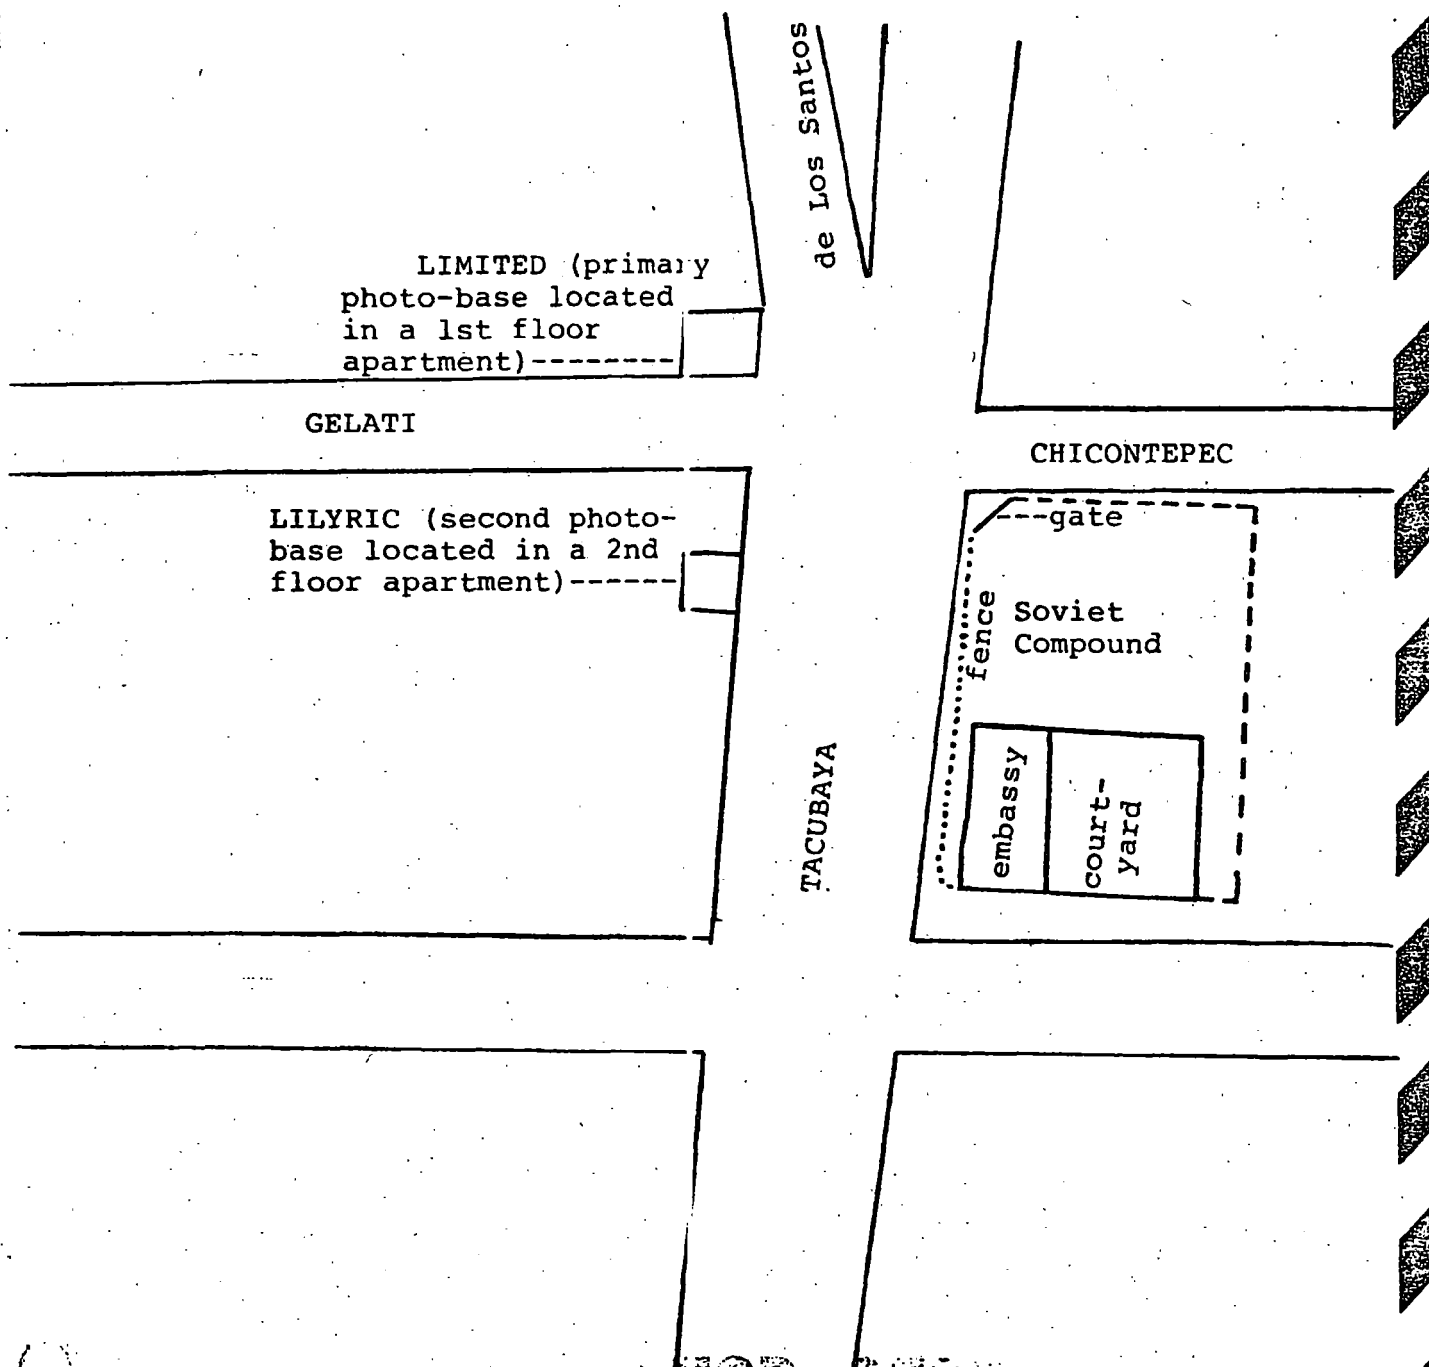 de Los Santos
LIMITED (primary
photo-base located
in a 1st floor
apartment)--------
GELATI
CHICONTEPEC
LILYRIC (second photo-
base located in a 2nd
floor apartment)------
---gate
fence
Soviet
Compound
TACUBAYA
embassy
court-
yard